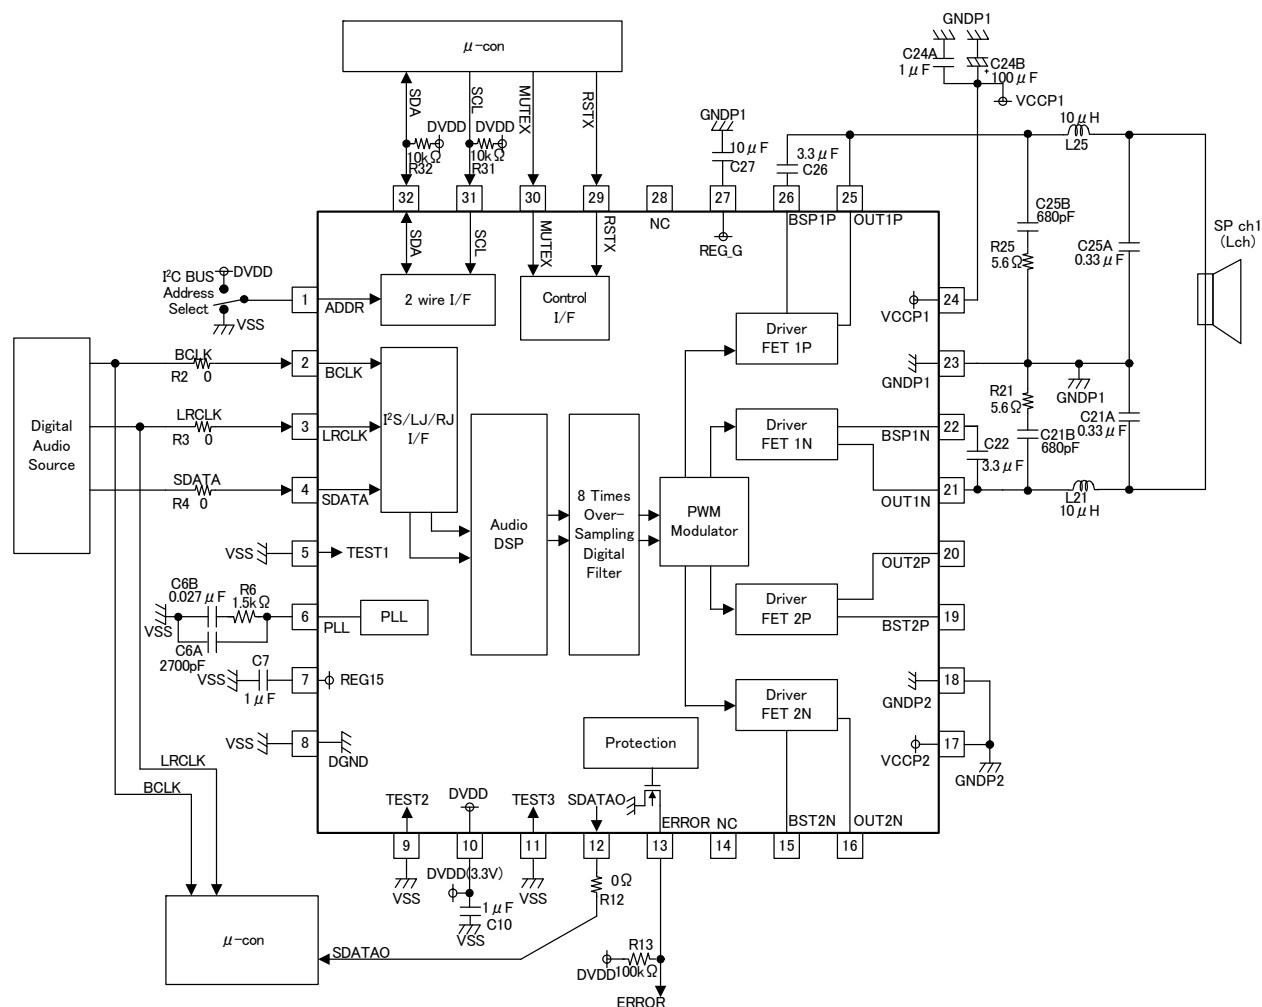 μ-con
SDA
SCL
MUTEX
RSTX
DVDD
DVDD
10kΩ
R32
10kΩ
R31
GNDP1
C24A
1μF
C24B
+
100μF
VCCP1
GNDP1
10μF
C27
3.3μF
C26
10μH
L25
32
31
30
29
28
27
26
25
NC
REG_G
BSP1P
OUT1P
SDA
SCL
MUTEX
RSTX
C25B
680pF
R25
5.6Ω
C25A
0.33μF
SP ch1
(Lch)
I²C BUS
Address
Select
DVDD
VSS
1
ADDR
2 wire I/F
Control
I/F
Driver
FET 1P
24
VCCP1
Digital
Audio
Source
BCLK
R2 0
2
BCLK
LRCLK
R3 0
3
LRCLK
SDATA
R4 0
4
SDATA
I²S/LJ/RJ
I/F
23
GNDP1
GNDP1
R21
5.6Ω
C21B
680pF
C21A
0.33μF
22
BSP1N
C22
3.3μF
21
OUT1N
L21
10μH
Driver
FET 1N
Audio
DSP
8 Times
Over-
Sampling
Digital
Filter
PWM
Modulator
VSS
5
TEST1
20
OUT2P
C6B
0.027μF
R6
1.5kΩ
VSS
C6A
2700pF
6
PLL
PLL
Driver
FET 2P
19
BST2P
C7
VSS
1μF
7
REG15
18
GNDP2
Driver
FET 2N
VSS
8
DGND
17
VCCP2
GNDP2
Protection
LRCLK
BCLK
TEST2
DVDD
TEST3
SDATAO
ERROR
NC
BST2N
OUT2N
9
10
11
12
13
14
15
16
VSS
DVDD(3.3V)
1μF
C10
VSS
VSS
0Ω
R12
μ-con
SDATAO
R13
DVDD
100kΩ
ERROR